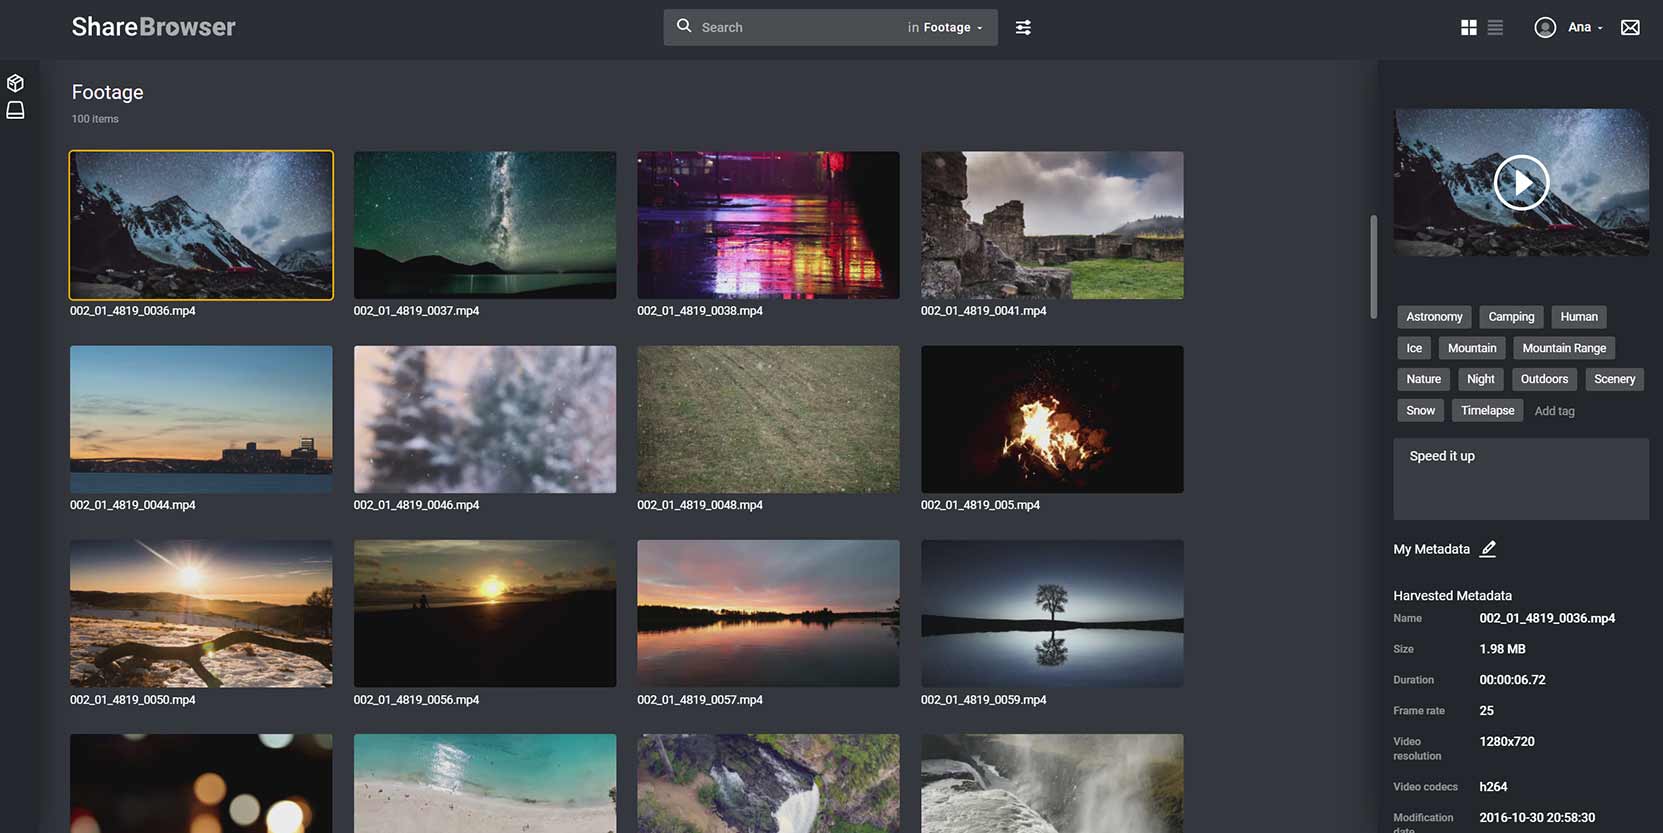 ShareBrowser
Search in Footage
Ana
Footage
100 items
002_01_4819_0036.mp4
002_01_4819_0037.mp4
002_01_4819_0038.mp4
002_01_4819_0041.mp4
002_01_4819_0044.mp4
002_01_4819_0046.mp4
002_01_4819_0048.mp4
002_01_4819_005.mp4
002_01_4819_0050.mp4
002_01_4819_0056.mp4
002_01_4819_0057.mp4
002_01_4819_0059.mp4
Astronomy Camping Human
Ice Mountain Mountain Range
Nature Night Outdoors Scenery
Snow Timelapse Add tag
Speed it up
My Metadata
Harvested Metadata
Name 002_01_4819_0036.mp4
Size 1.98 MB
Duration 00:00:06.72
Frame rate 25
Video resolution 1280x720
Video codecs h264
Modification date 2016-10-30 20:58:30